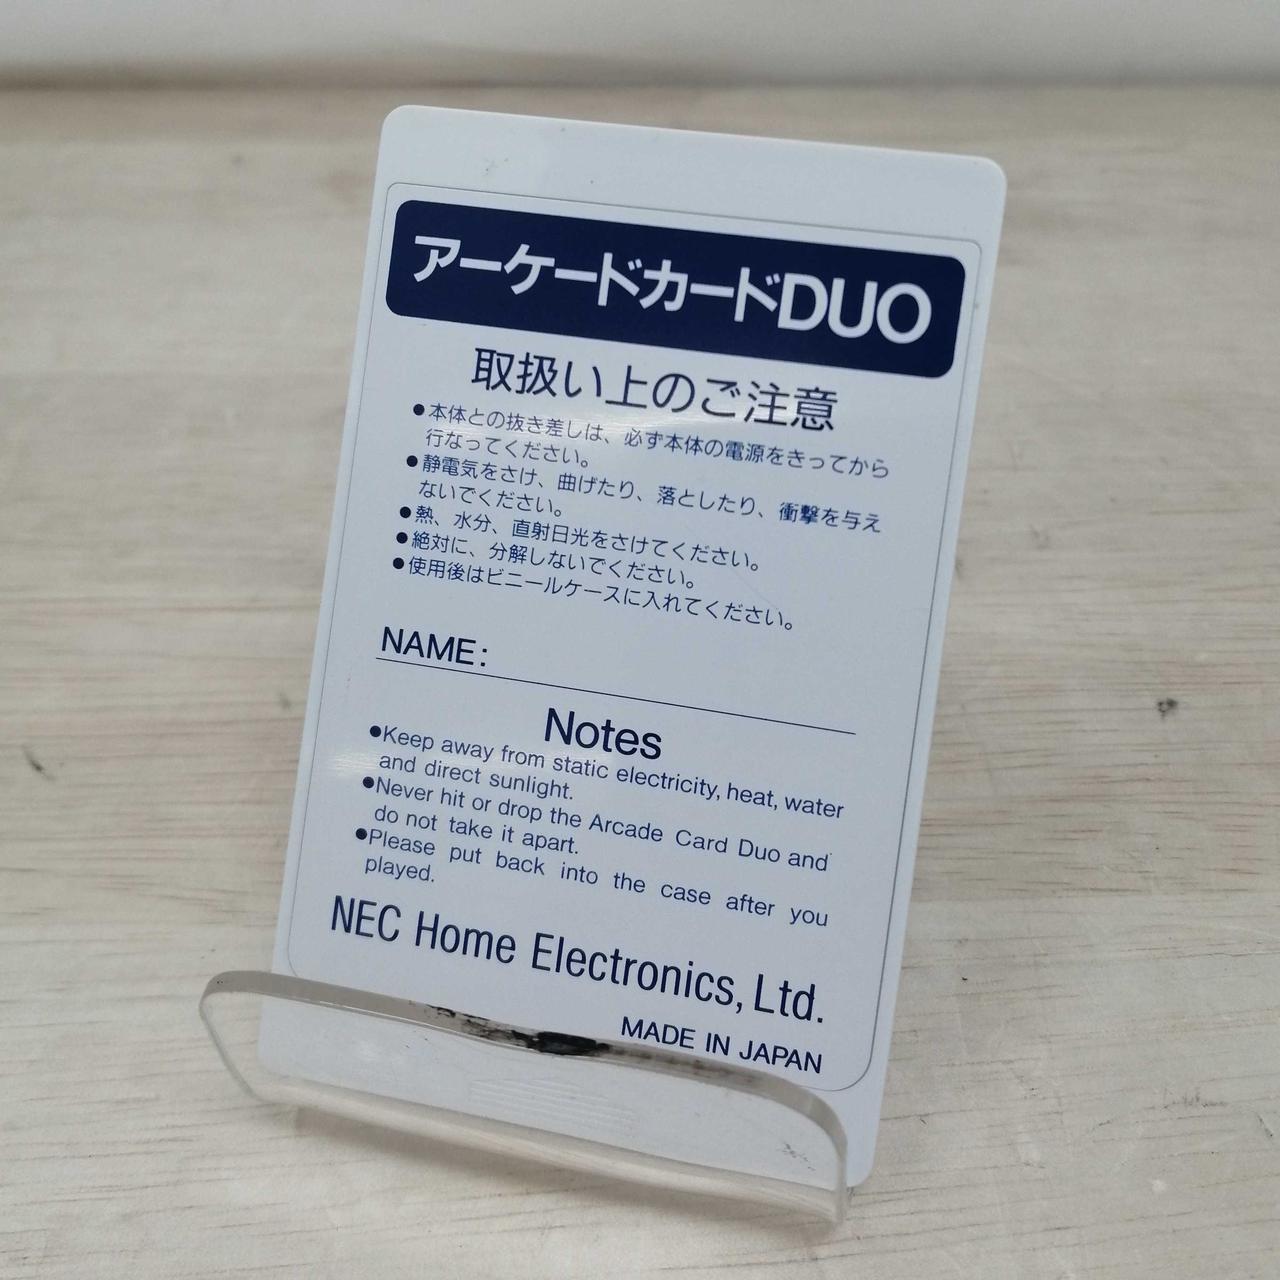 アーケードカードDUO
取扱い上のご注意
●本体との抜き差しは、必ず本体の電源をきってから
行なってください。
●静電気をさけ、曲げたり、落としたり、衝撃を与え
ないでください。
●熱、水分、直射日光をさけてください。
●絶対に、分解しないでください。
●使用後はビニールケースに入れてください。
NAME:
Notes
●Keep away from static electricity, heat, water
and direct sunlight.
●Never hit or drop the Arcade Card Duo and
do not take it apart.
●Please put back into the case after you
played.
NEC Home Electronics, Ltd.
MADE IN JAPAN